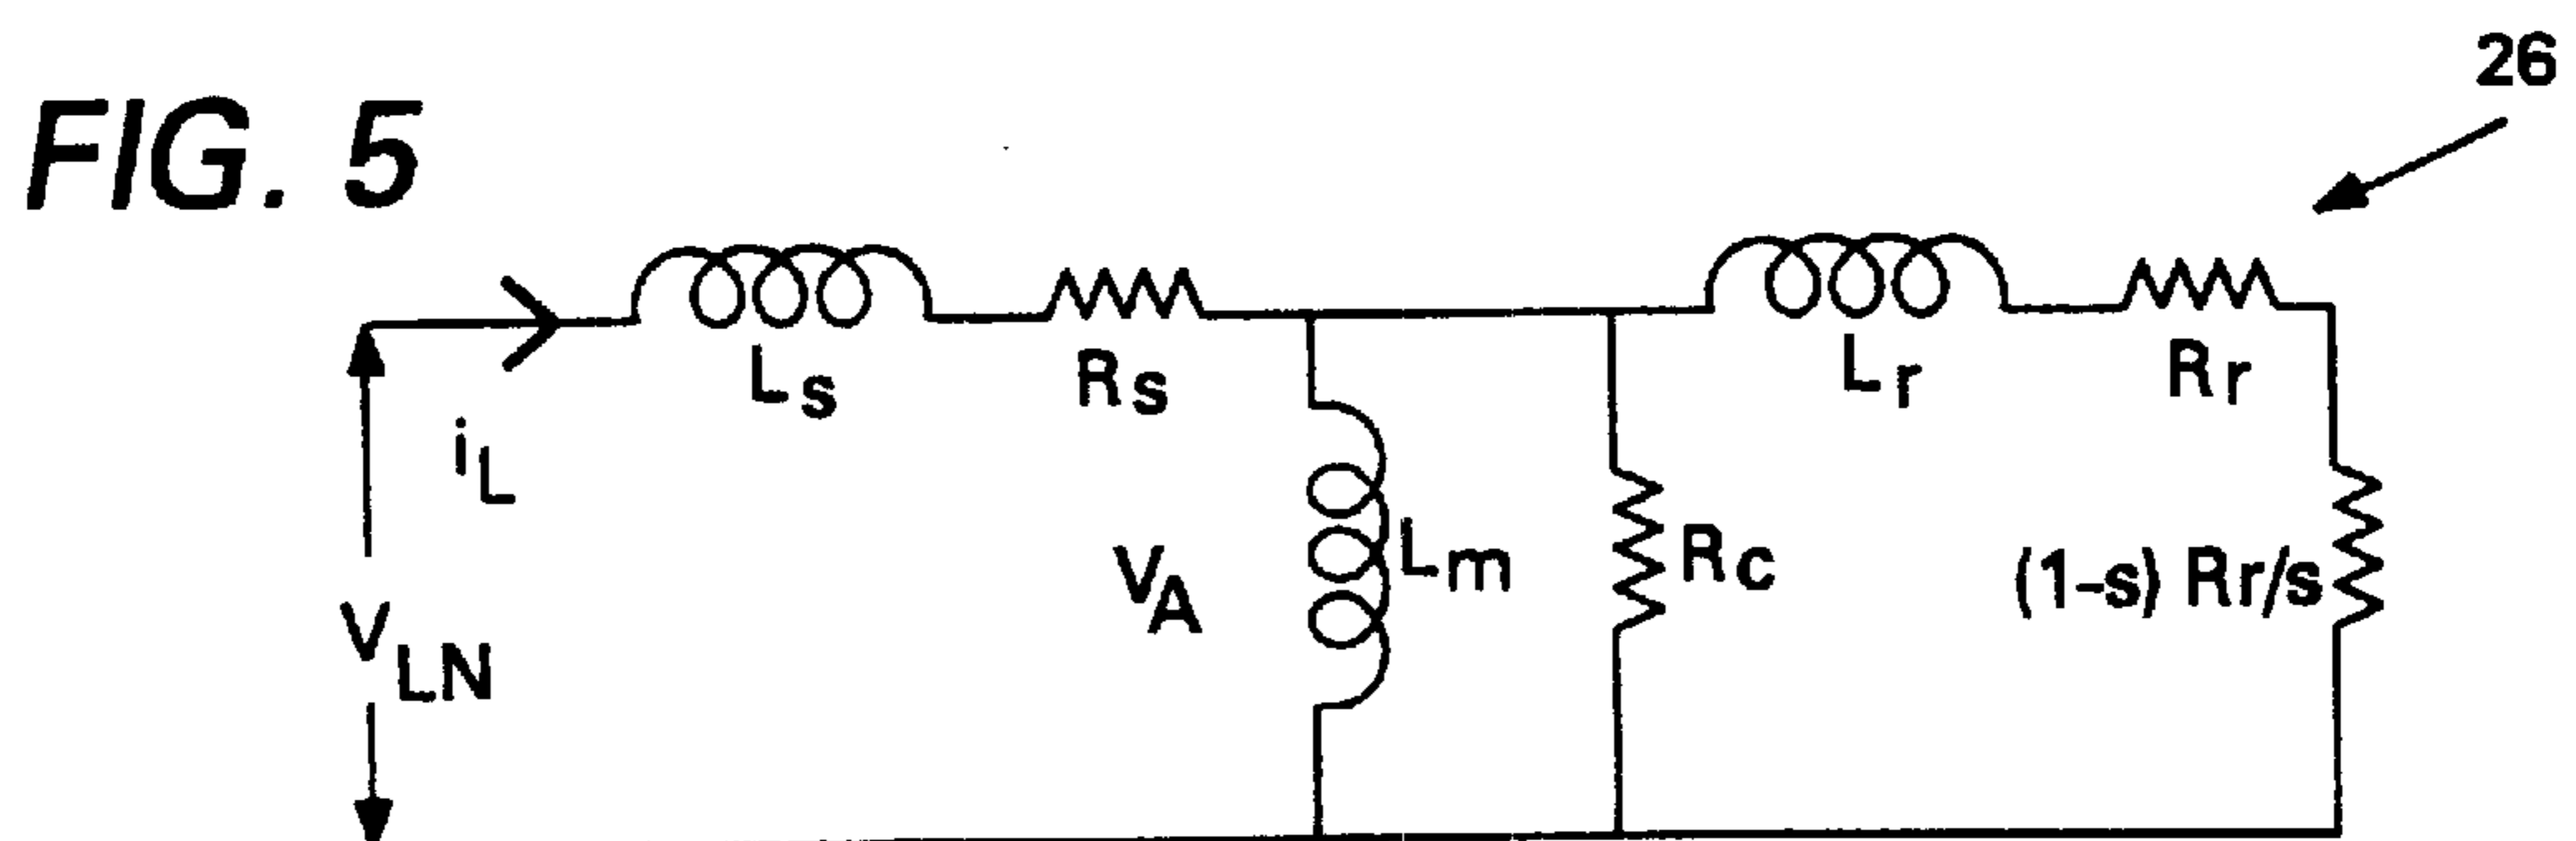 FIG. 5
26
iL
Ls
Rs
Lr
Rr
VLN
VA
Lm
Rc
(1-s) Rr/s